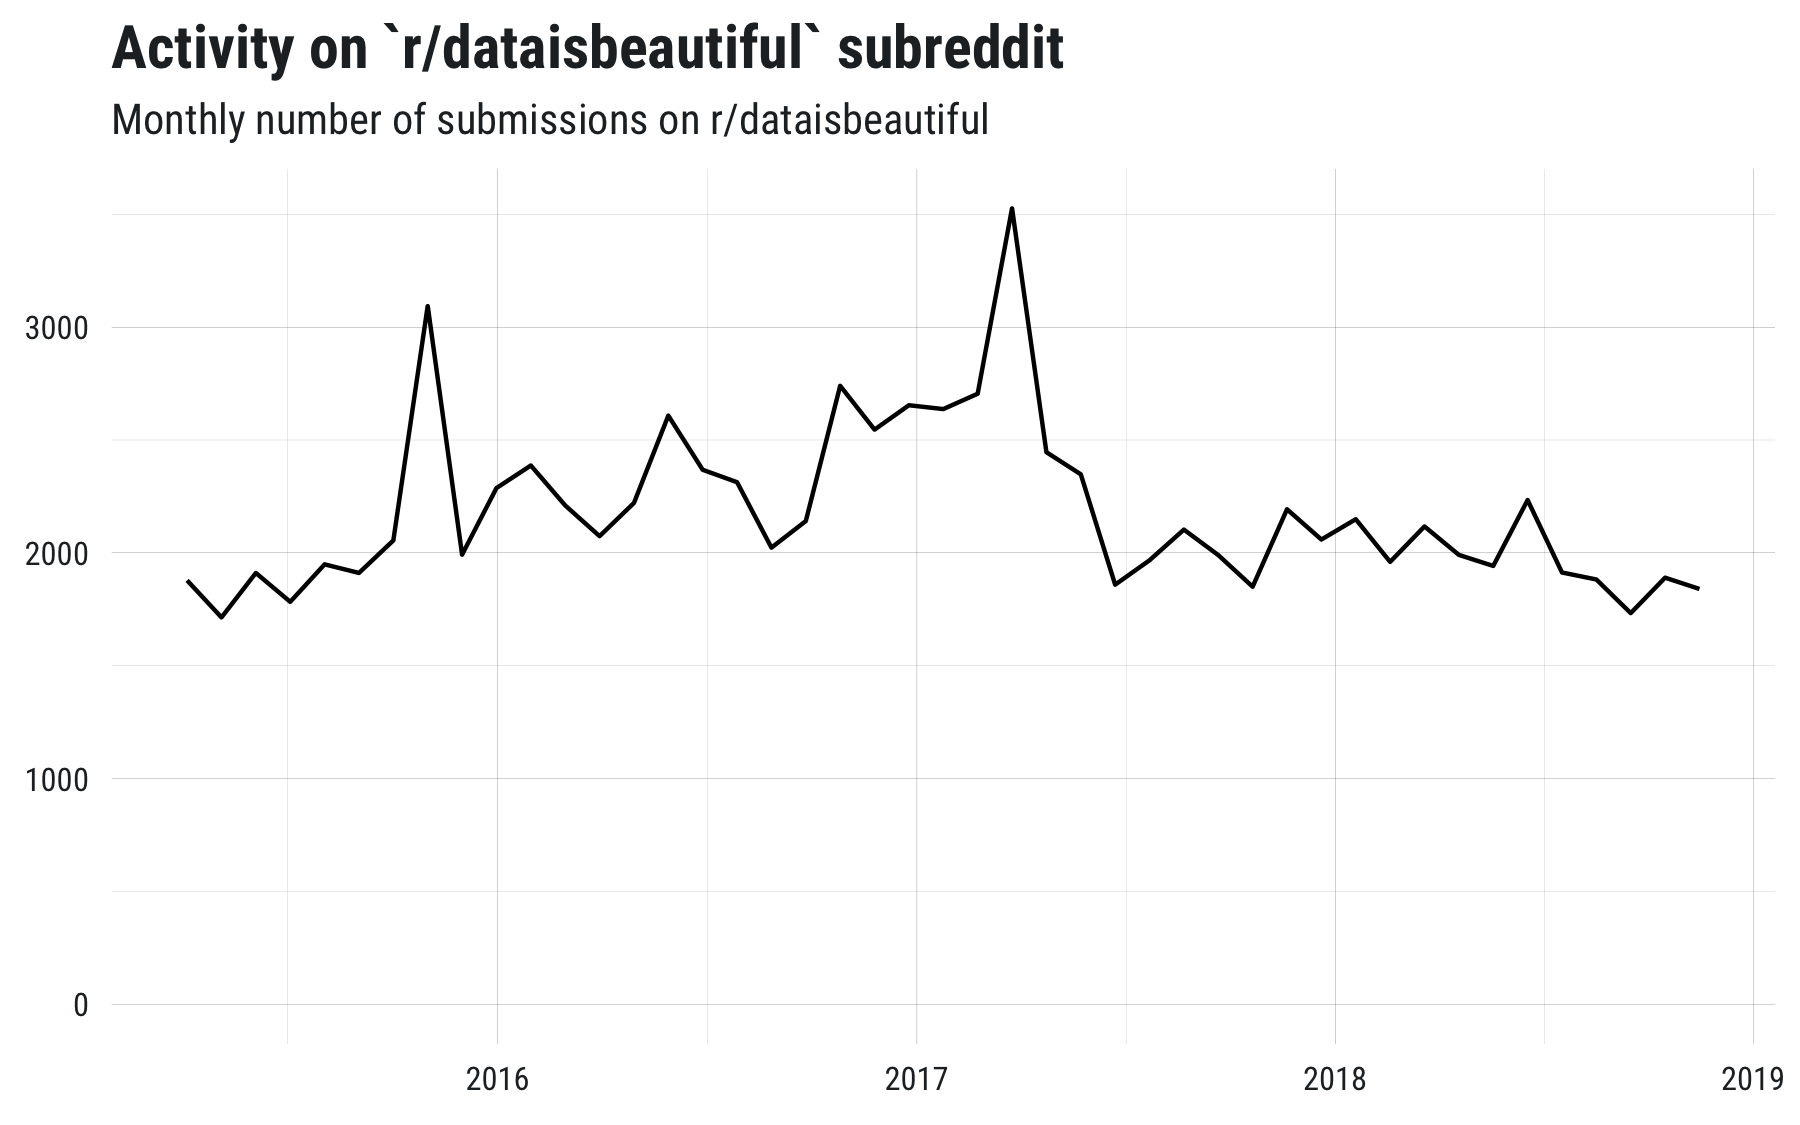 Activity on `r/dataisbeautiful` subreddit
Monthly number of submissions on r/dataisbeautiful
3000
2000
1000
0
2016 2017 2018 2019